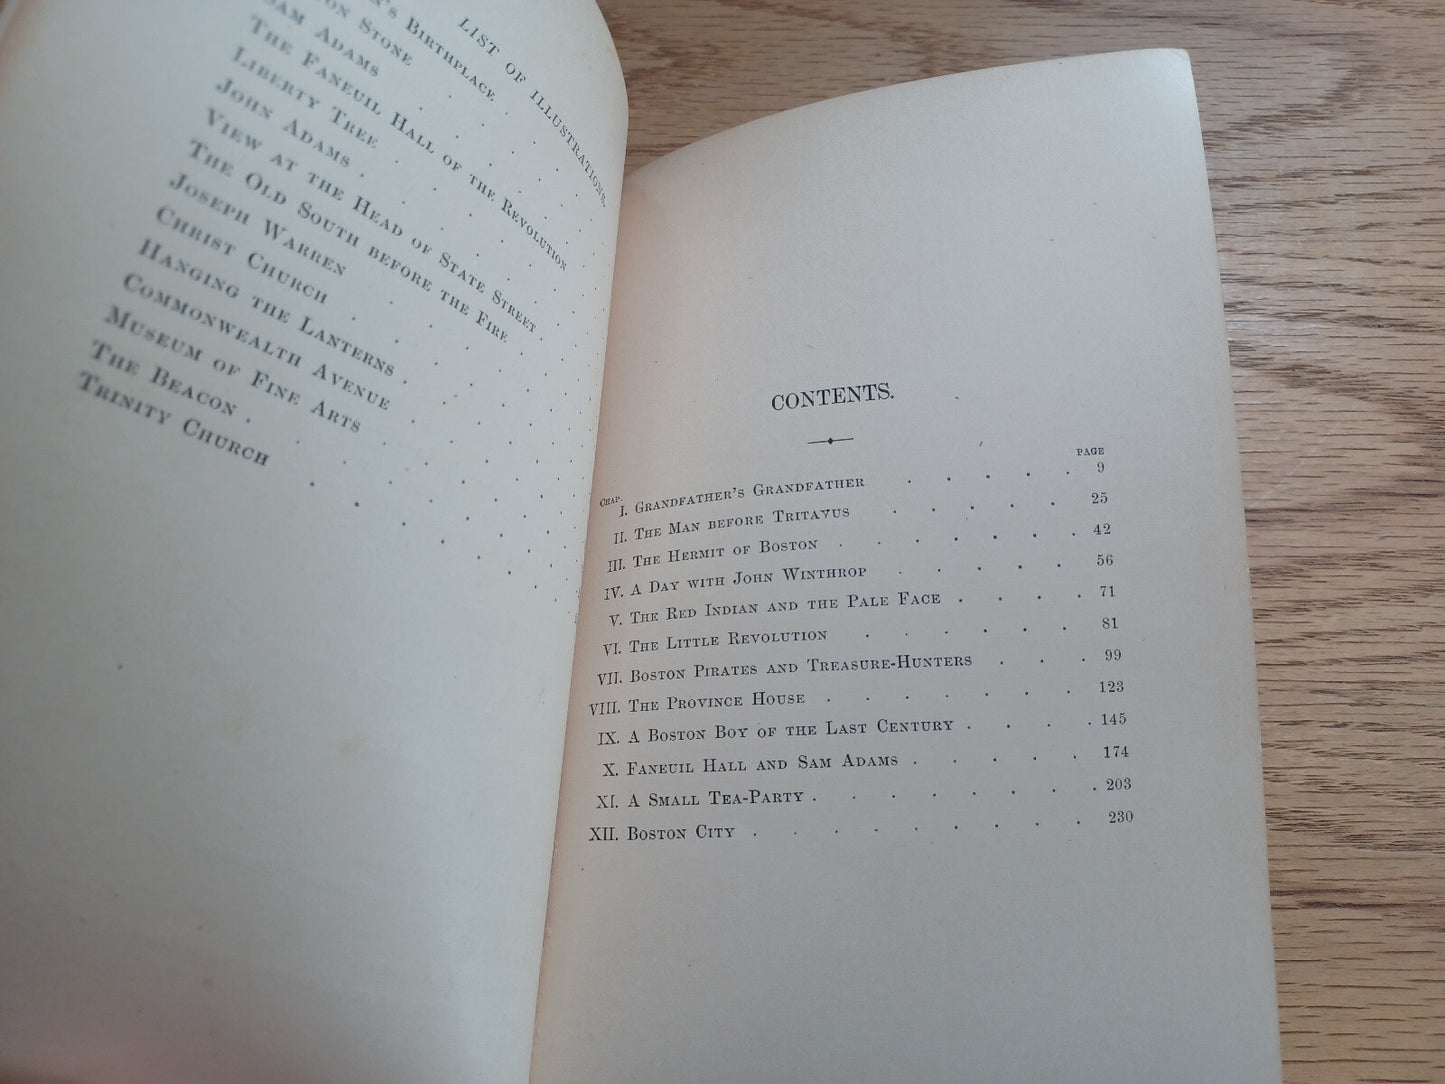 LIST OF ILLUSTRATIONS.
Birthplace
Stone
Sam Adams
The Faneuil Hall of the Revolution
Liberty Tree
John Adams
View at the Head of State Street
The Old South before the Fire
Joseph Warren
Christ Church
Hanging the Lanterns
Commonwealth Avenue
Museum of Fine Arts
The Beacon
Trinity Church
CONTENTS.
Chap. PAGE
I. Grandfather's Grandfather 9
II. The Man before Tritavus 25
III. The Hermit of Boston 42
IV. A Day with John Winthrop 56
V. The Red Indian and the Pale Face 71
VI. The Little Revolution 81
VII. Boston Pirates and Treasure-Hunters 99
VIII. The Province House 123
IX. A Boston Boy of the Last Century 145
X. Faneuil Hall and Sam Adams 174
XI. A Small Tea-Party 203
XII. Boston City 230